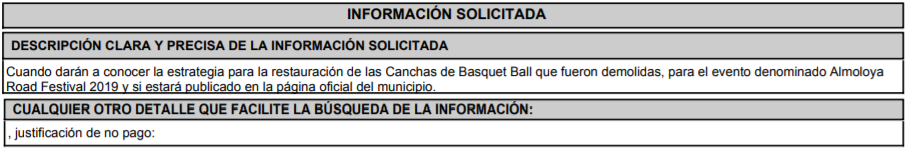 INFORMACIÓN SOLICITADA
DESCRIPCIÓN CLARA Y PRECISA DE LA INFORMACIÓN SOLICITADA
Cuando darán a conocer la estrategia para la restauración de las Canchas de Basquet Ball que fueron demolidas, para el evento denominado Almoloya
Road Festival 2019 y si estará publicado en la página oficial del municipio.
CUALQUIER OTRO DETALLE QUE FACILITE LA BÚSQUEDA DE LA INFORMACIÓN:
, justificación de no pago: